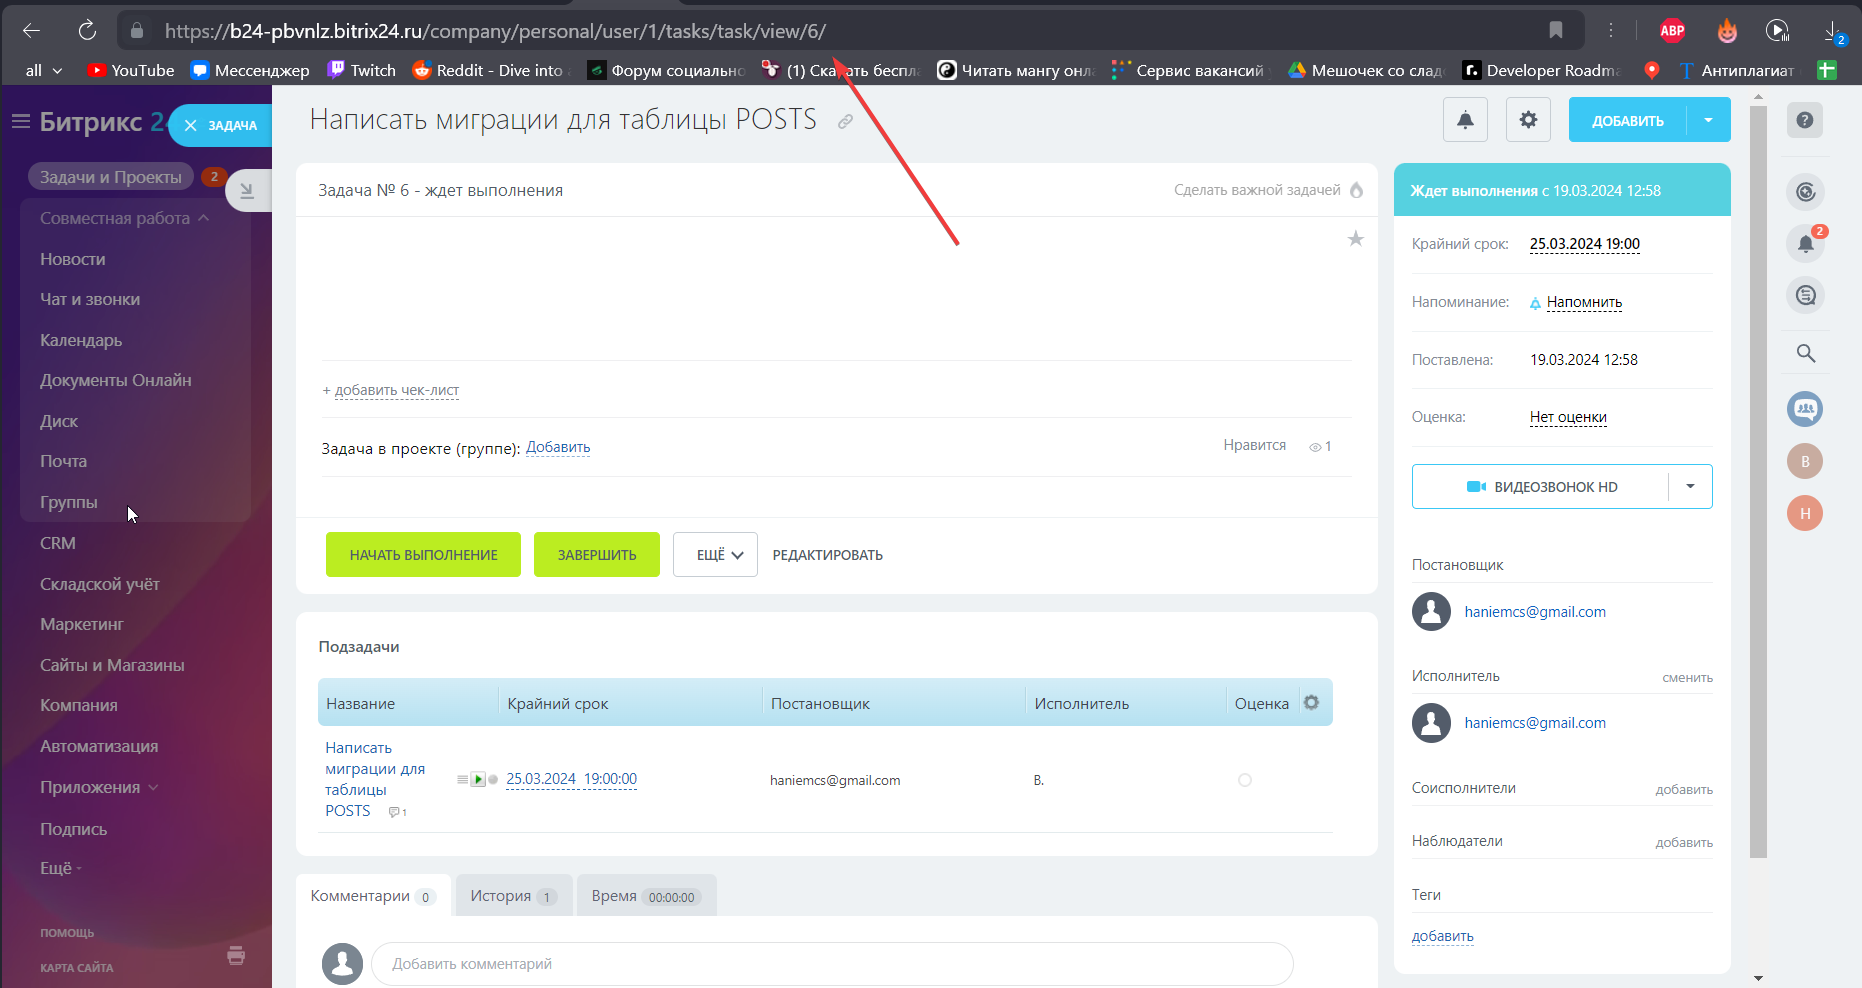 https://b24-pbvnlz.bitrix24.ru/company/personal/user/1/tasks/task/view/6/
ABP
2
all
YouTube
Мессенджер
Twitch
Reddit - Dive into
Форум социально
(1) Скачать беспл
Читать мангу онл
Сервис вакансий
Мешочек со слад
Developer Roadma
Антиплагиат
Битрикс 2
ЗАДАЧА
Задачи и Проекты 2
Совместная работа
Новости
Чат и звонки
Календарь
Документы Онлайн
Диск
Почта
Группы
CRM
Складской учёт
Маркетинг
Сайты и Магазины
Компания
Автоматизация
Приложения
Подпись
Ещё
ПОМОЩЬ
КАРТА САЙТА
Написать миграции для таблицы POSTS
ДОБАВИТЬ
Задача № 6 - ждет выполнения
Сделать важной задачей
+ добавить чек-лист
Задача в проекте (группе): Добавить
Нравится 1
НАЧАТЬ ВЫПОЛНЕНИЕ
ЗАВЕРШИТЬ
ЕЩЁ
РЕДАКТИРОВАТЬ
Подзадачи
Название Крайний срок Постановщик Исполнитель Оценка
Написать
миграции для
таблицы
POSTS 1
25.03.2024 19:00:00
haniemcs@gmail.com
В.
Комментарии 0
История 1
Время 00:00:00
Добавить комментарий
Ждет выполнения с 19.03.2024 12:58
Крайний срок: 25.03.2024 19:00
Напоминание: Напомнить
Поставлена: 19.03.2024 12:58
Оценка: Нет оценки
ВИДЕОЗВОНОК HD
Постановщик
haniemcs@gmail.com
Исполнитель сменить
haniemcs@gmail.com
Соисполнители добавить
Наблюдатели добавить
Теги
добавить
?
2
В
Н